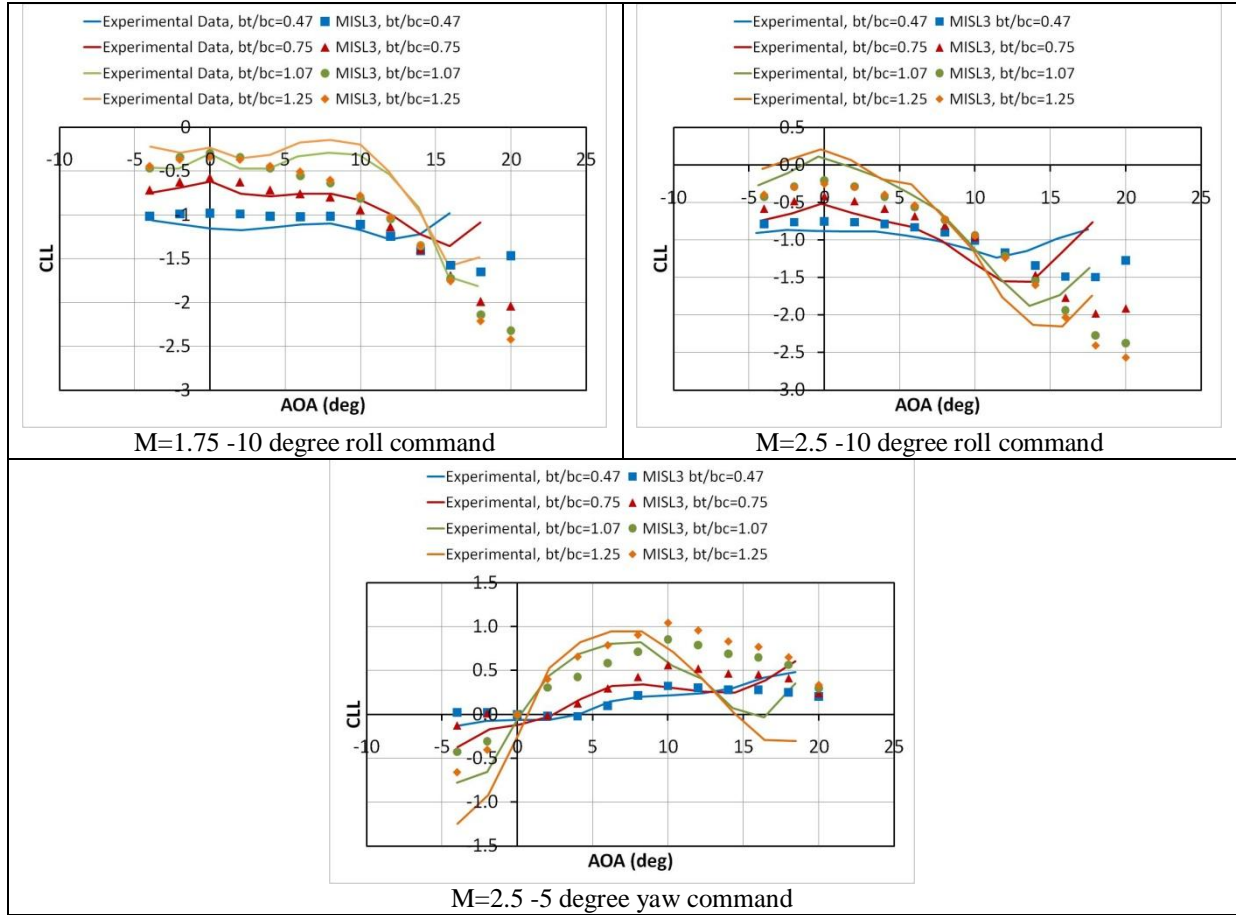 Experimental Data, bt/bc=0.47 MISL3, bt/bc=0.47
Experimental Data, bt/bc=0.75 MISL3, bt/bc=0.75
Experimental Data, bt/bc=1.07 MISL3, bt/bc=1.07
Experimental Data, bt/bc=1.25 MISL3, bt/bc=1.25
0
-10 -5 0 5 10 15 20 25
-0.5
-1
-1.5
-2
-2.5
-3
CLL
AOA (deg)
M=1.75 -10 degree roll command
Experimental, bt/bc=0.47 MISL3 bt/bc=0.47
Experimental, bt/bc=0.75 MISL3, bt/bc=0.75
Experimental, bt/bc=1.07 MISL3, bt/bc=1.07
Experimental, bt/bc=1.25 MISL3, bt/bc=1.25
0.5
0.0
-10 -5 0 5 10 15 20 25
-0.5
-1.0
-1.5
-2.0
-2.5
-3.0
CLL
AOA (deg)
M=2.5 -10 degree roll command
Experimental, bt/bc=0.47 MISL3 bt/bc=0.47
Experimental, bt/bc=0.75 MISL3, bt/bc=0.75
Experimental, bt/bc=1.07 MISL3, bt/bc=1.07
Experimental, bt/bc=1.25 MISL3, bt/bc=1.25
1.5
1.0
0.5
0.0
-10 -5 0 5 10 15 20 25
-0.5
-1.0
1.5
CLL
AOA (deg)
M=2.5 -5 degree yaw command